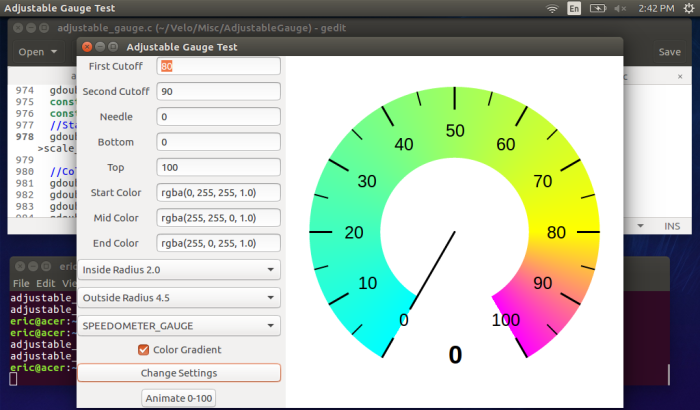 Adjustable Gauge Test
En
2:42 PM
adjustable_gauge.c (~/Velo/Misc/AdjustableGauge) - gedit
Open
Save
Adjustable Gauge Test
974 gdoub
975 const
976 const
977 //Sta
978 gdoub
>scale_
979
980 //Col
981 gdoub
982 gdoub
983 gdoub
INS
eric
File Edit Vie
adjustable_
adjustable_
eric@acer:~
eric@acer:~
adjustable_
adjustable_
eric@acer:~
First Cutoff 80
Second Cutoff 90
Needle 0
Bottom 0
Top 100
Start Color rgba(0, 255, 255, 1.0)
Mid Color rgba(255, 255, 0, 1.0)
End Color rgba(255, 0, 255, 1.0)
Inside Radius 2.0
Outside Radius 4.5
SPEEDOMETER_GAUGE
Color Gradient
Change Settings
Animate 0-100
0
10
20
30
40
50
60
70
80
90
100
0